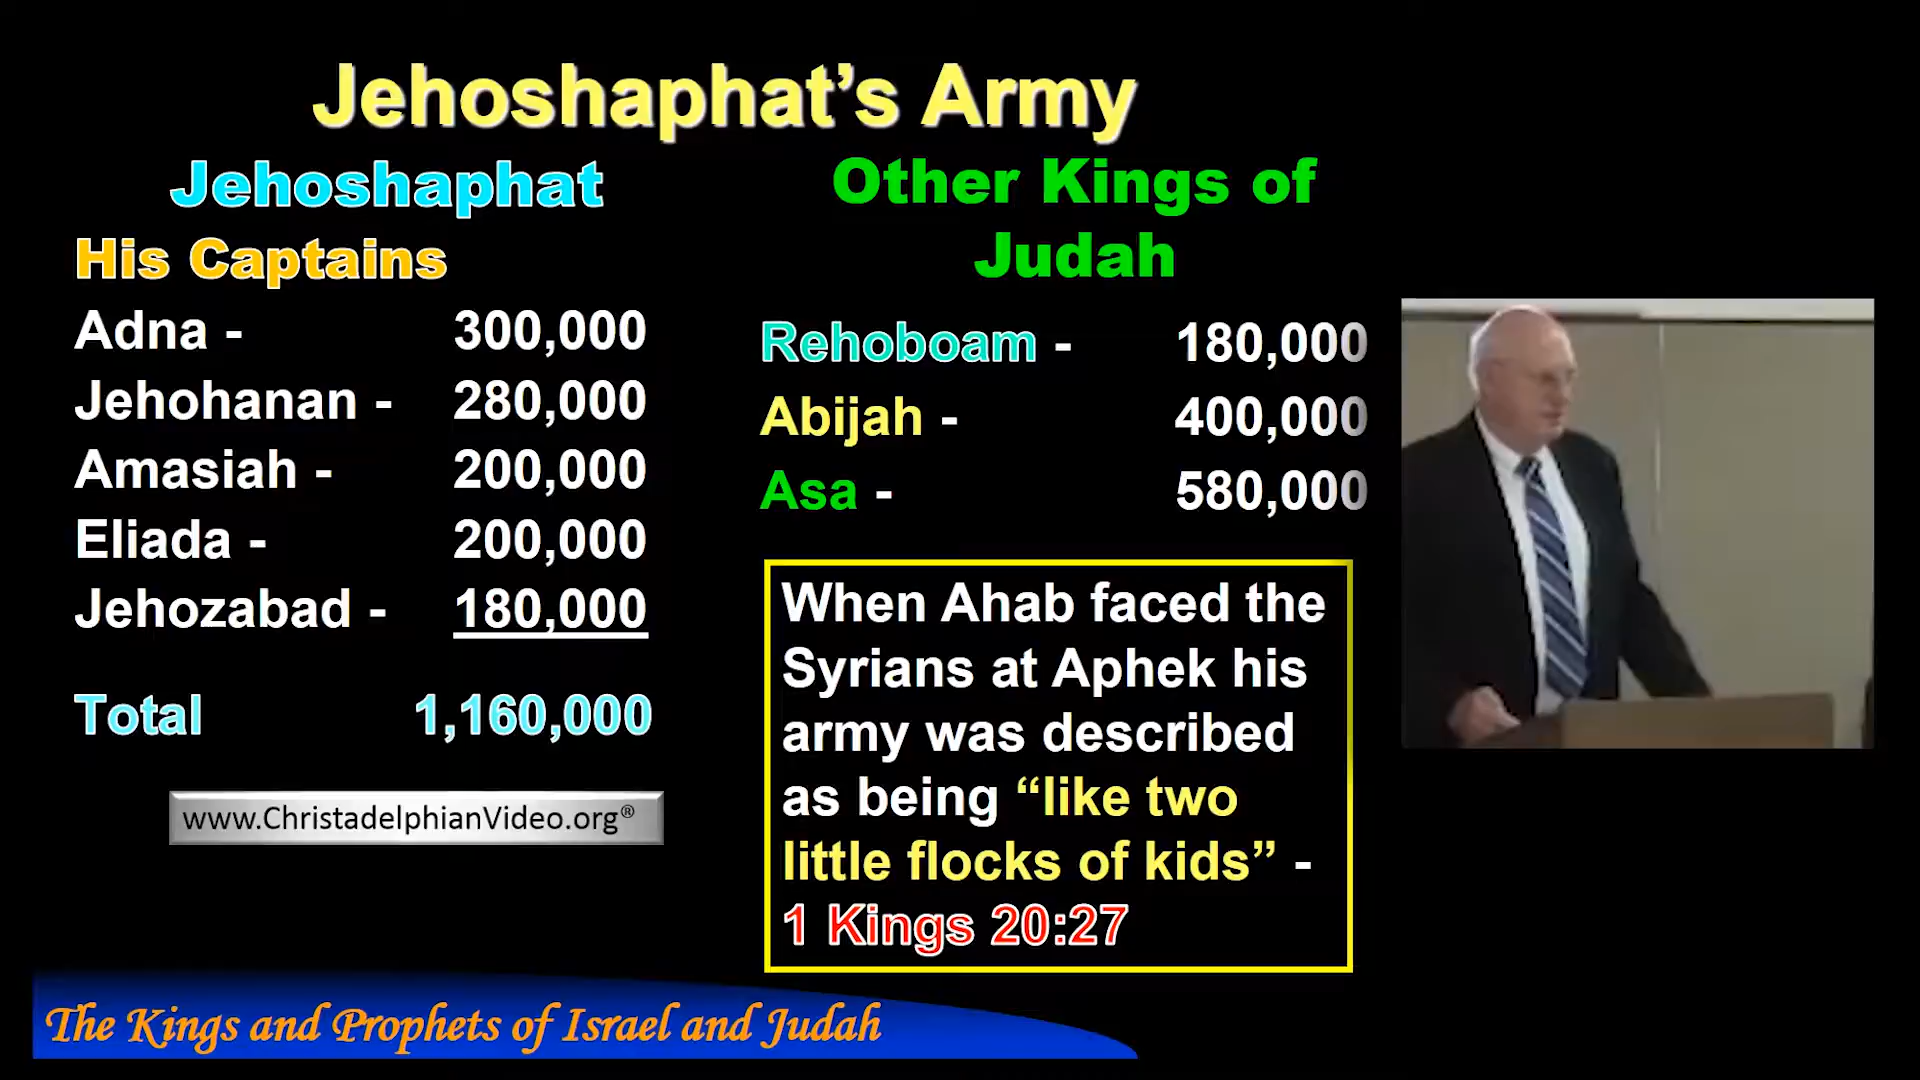 Jehoshaphat’s Army
Jehoshaphat
His Captains
Adna - 300,000
Jehohanan - 280,000
Amasiah - 200,000
Eliada - 200,000
Jehozabad - 180,000
Total 1,160,000
www.ChristadelphianVideo.org®
Other Kings of
Judah
Rehoboam - 180,000
Abijah - 400,000
Asa - 580,000
When Ahab faced the
Syrians at Aphek his
army was described
as being “like two
little flocks of kids” -
1 Kings 20:27
The Kings and Prophets of Israel and Judah